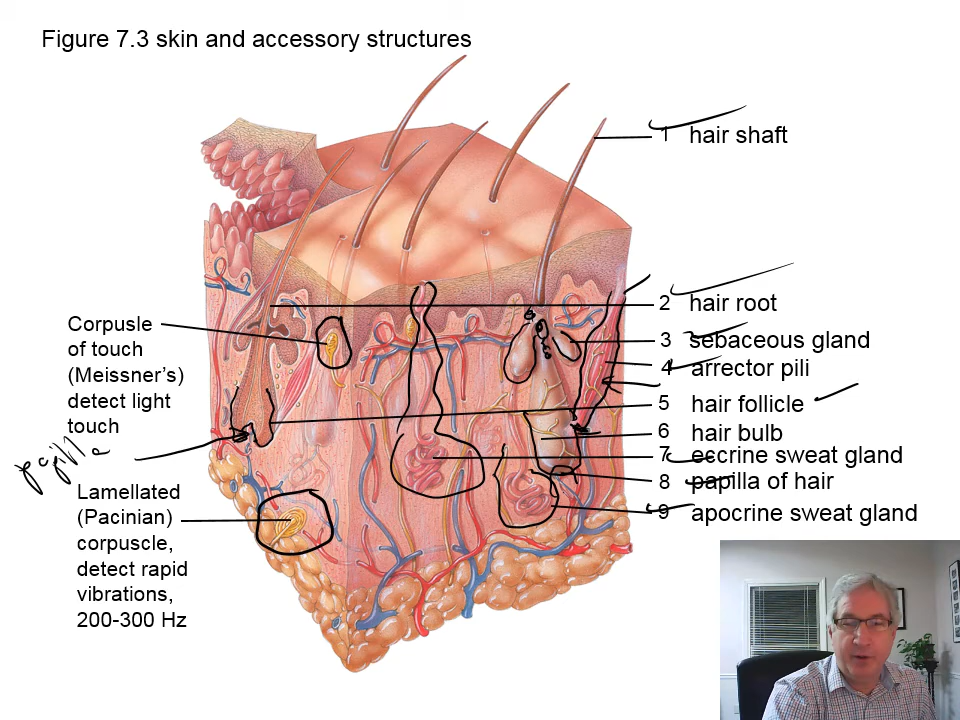 Figure 7.3 skin and accessory structures
1 hair shaft
2 hair root
3 sebaceous gland
4 arrector pili
5 hair follicle
6 hair bulb
7 eccrine sweat gland
8 papilla of hair
9 apocrine sweat gland
Corpusle
of touch
(Meissner's)
detect light
touch
Lamellated
(Pacinian)
corpuscle,
detect rapid
vibrations,
200-300 Hz